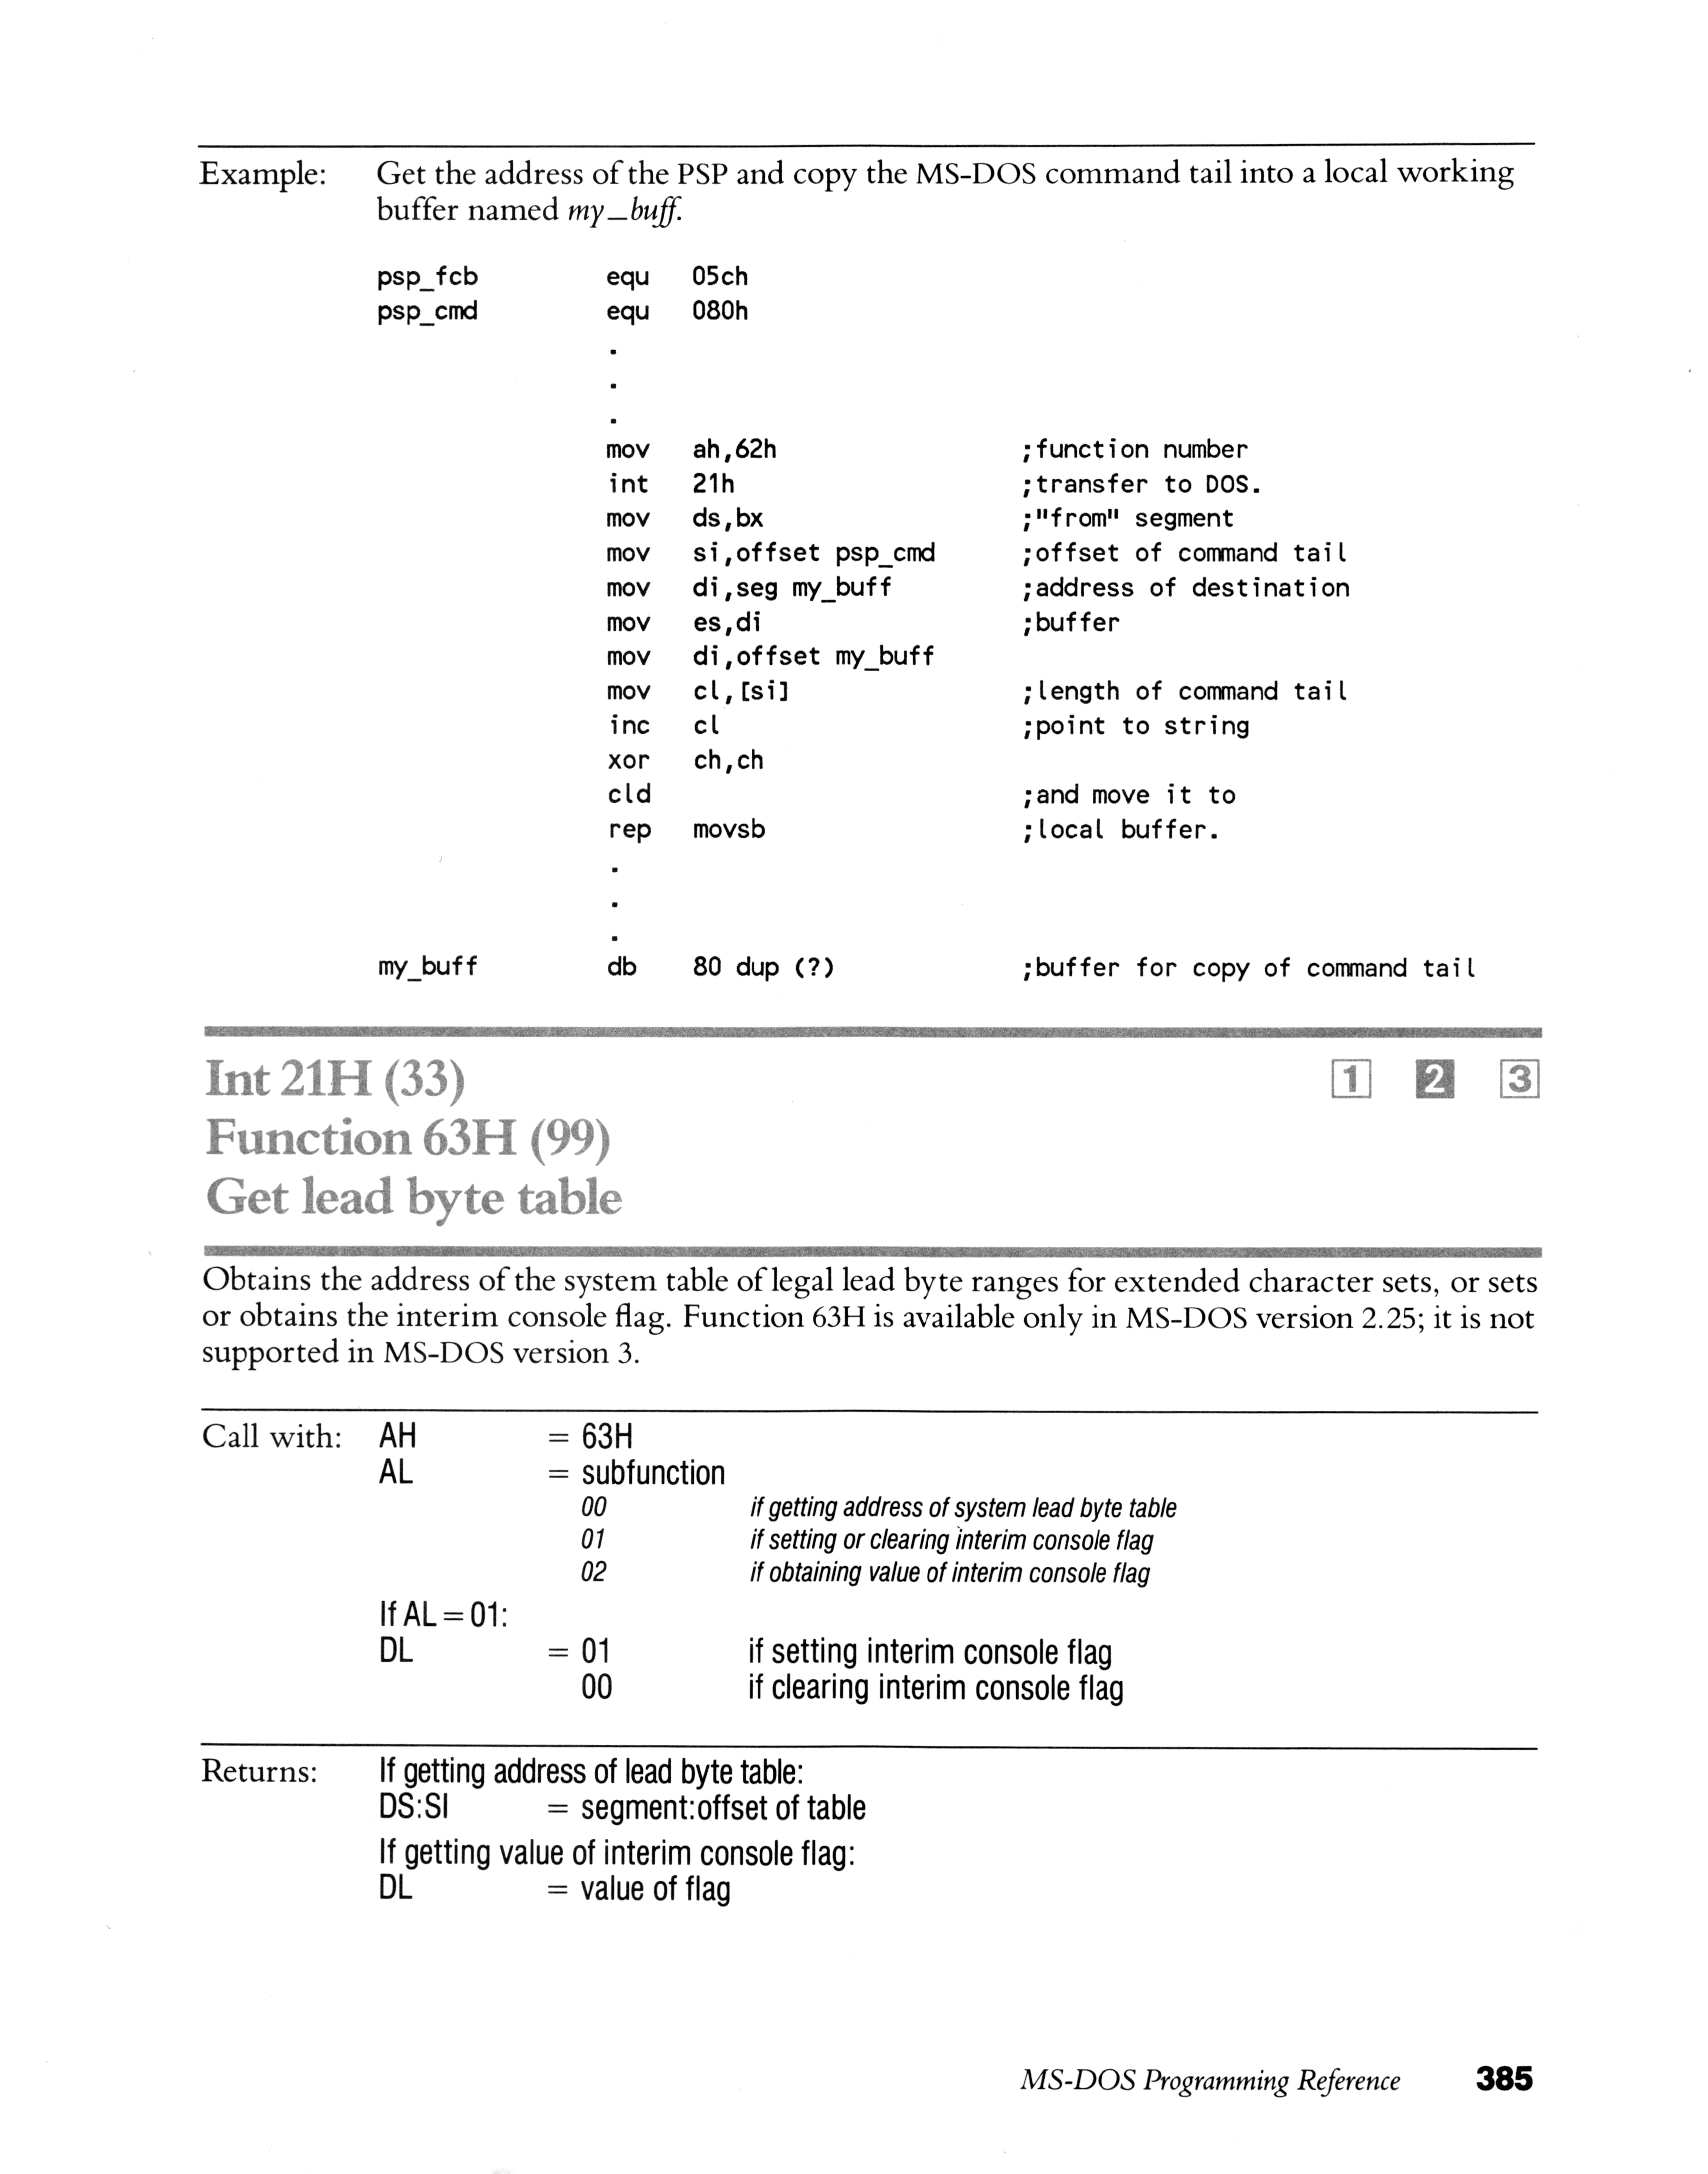 Example: Get the address of the PSP and copy the MS-DOS command tail into a local working
buffer named my_buff.
psp_fcb equ 05ch
psp_cmd equ 080h
.
.
.
mov ah,62h ;function number
int 21h ;transfer to DOS.
mov ds,bx ;"from" segment
mov si,offset psp_cmd ;offset of command tail
mov di,seg my_buff ;address of destination
mov es,di ;buffer
mov di,offset my_buff
mov cl,[si] ;length of command tail
inc cl ;point to string
xor ch,ch
cld ;and move it to
rep movsb ;local buffer.
.
.
.
my_buff db 80 dup (?) ;buffer for copy of command tail
Int 21H (33) 1 2 3
Function 63H (99)
Get lead byte table
Obtains the address of the system table of legal lead byte ranges for extended character sets, or sets
or obtains the interim console flag. Function 63H is available only in MS-DOS version 2.25; it is not
supported in MS-DOS version 3.
Call with: AH = 63H
AL = subfunction
00 if getting address of system lead byte table
01 if setting or clearing interim console flag
02 if obtaining value of interim console flag
If AL = 01:
DL = 01 if setting interim console flag
00 if clearing interim console flag
Returns: If getting address of lead byte table:
DS:SI = segment:offset of table
If getting value of interim console flag:
DL = value of flag
MS-DOS Programming Reference 385